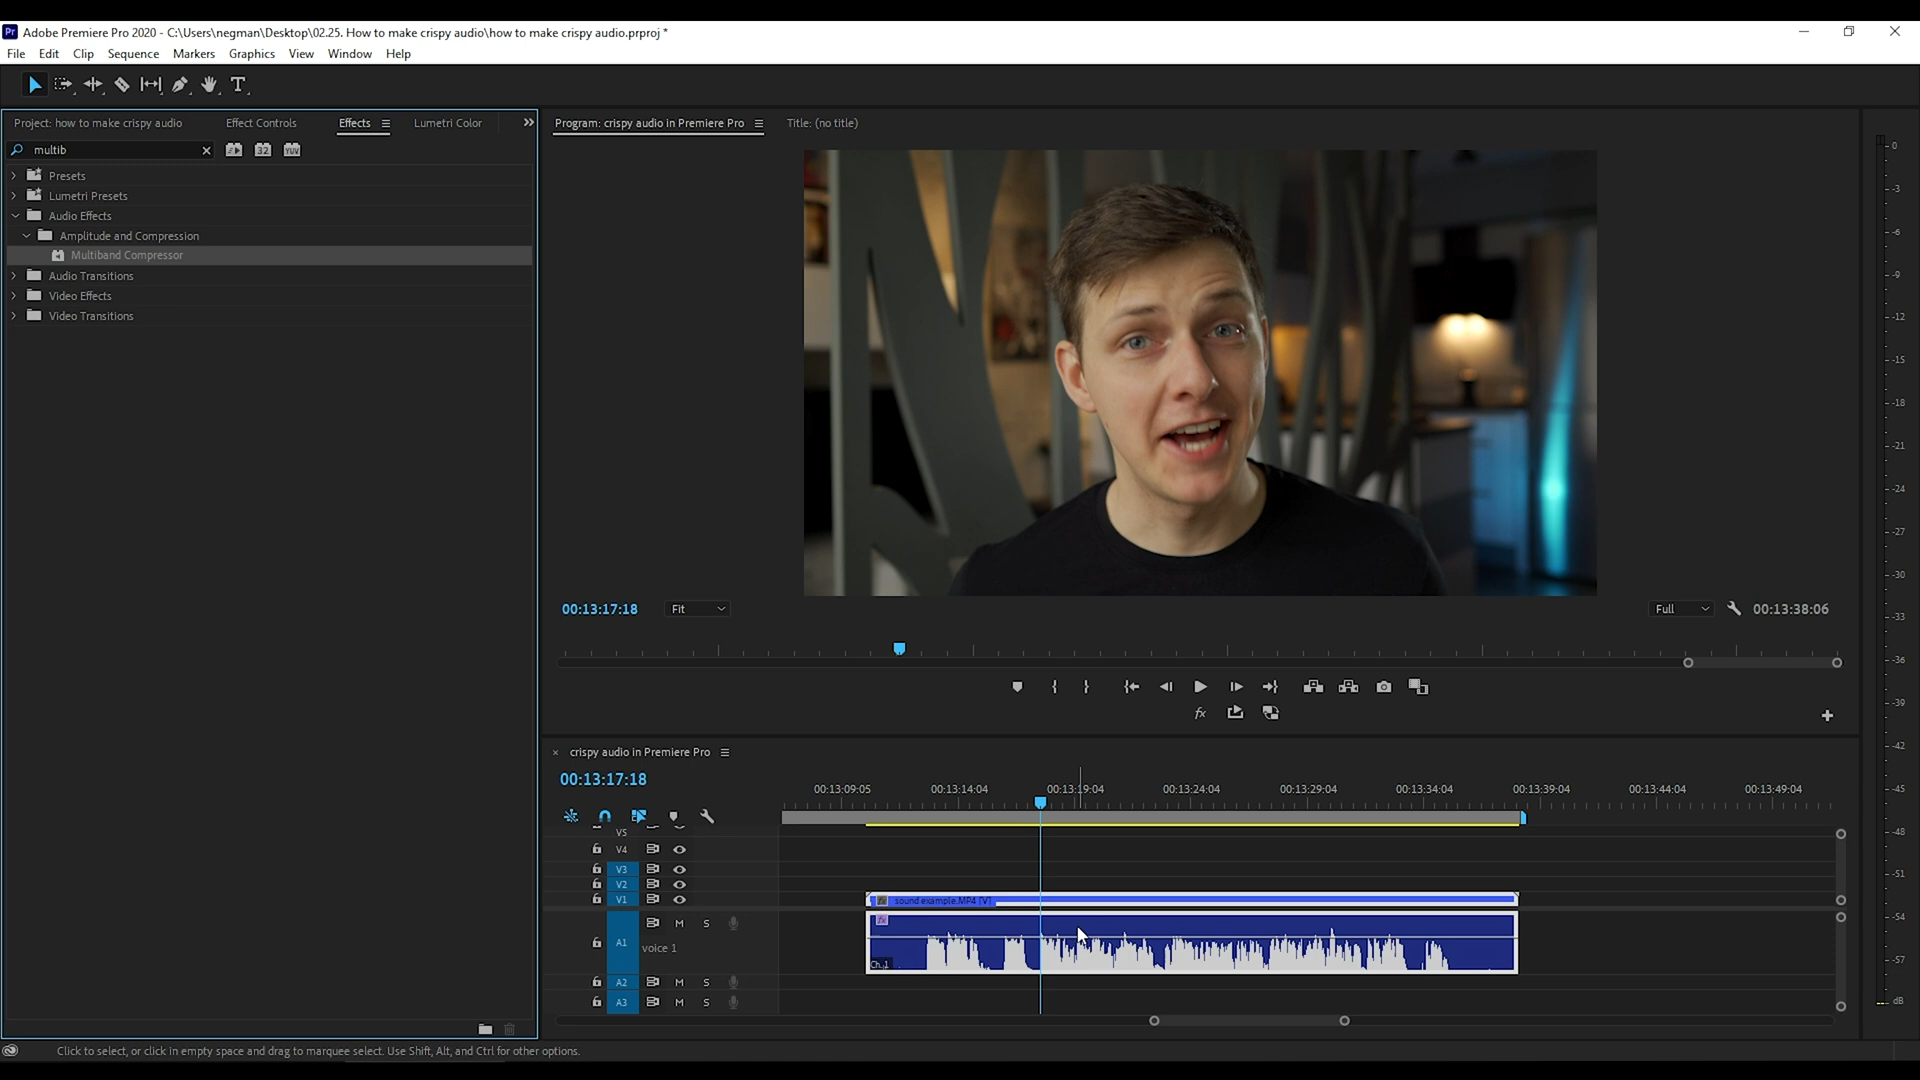 Pr Adobe Premiere Pro 2020 - C:\Users\negman\Desktop\02.25. How to make crispy audio\how to make crispy audio.prproj *
File Edit Clip Sequence Markers Graphics View Window Help
T
Project: how to make crispy audio Effect Controls Effects Lumetri Color
Program: crispy audio in Premiere Pro Title: (no title)
multib 32 YUV
Presets
Lumetri Presets
Audio Effects
Amplitude and Compression
Multiband Compressor
Audio Transitions
Video Effects
Video Transitions
00:13:17:18 Fit Full 00:13:38:06
fx
crispy audio in Premiere Pro
00:13:17:18
00:13:09:05 00:13:14:04 00:13:19:04 00:13:24:04 00:13:29:04 00:13:34:04 00:13:39:04 00:13:44:04 00:13:49:04
V5
V4
V3
V2
V1 fx sound example.MP4 [V]
A1 M S fx
voice 1
Ch.1
A2 M S
A3 M S
0
-3
-6
-9
-12
-15
-18
-21
-24
-27
-30
-33
-36
-39
-42
-45
-48
-51
-54
-57
dB
Click to select, or click in empty space and drag to marquee select. Use Shift, Alt, and Ctrl for other options.